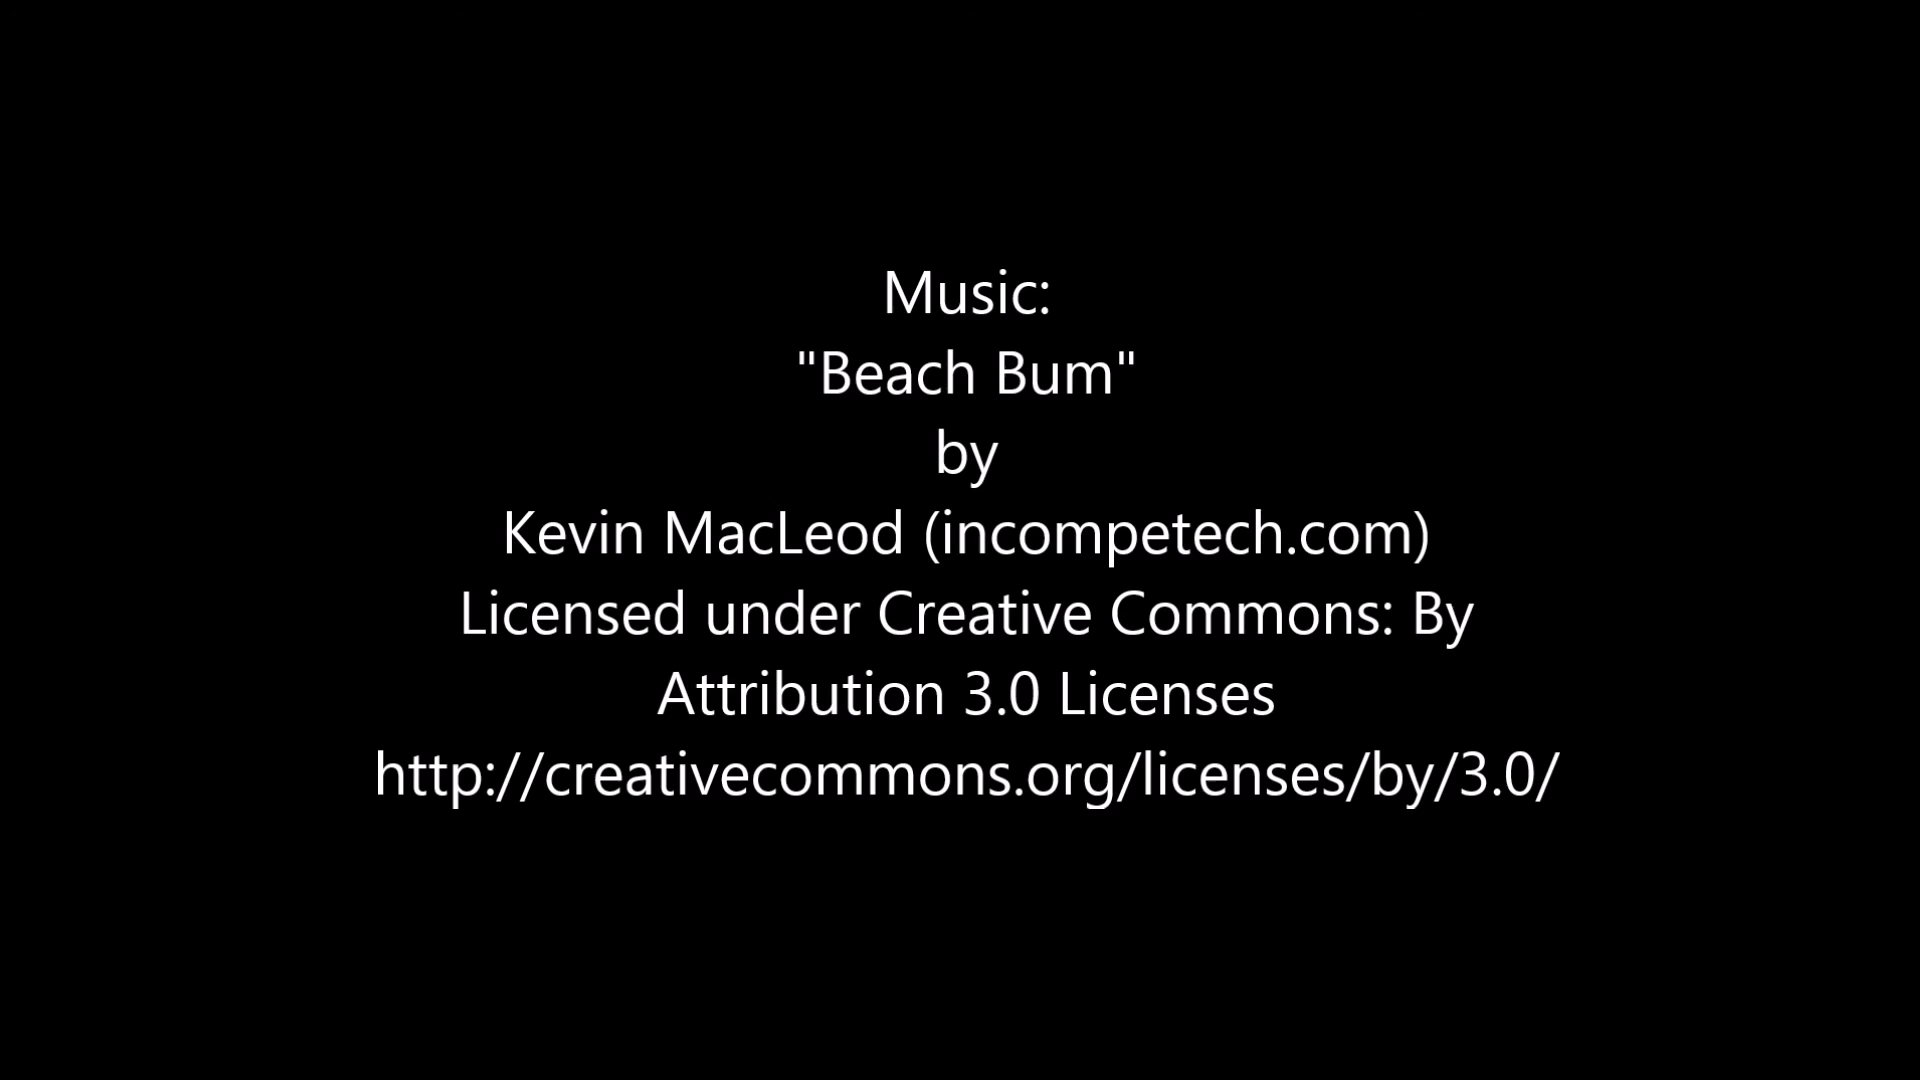 Music:
"Beach Bum"
by
Kevin MacLeod (incompetech.com)
Licensed under Creative Commons: By
Attribution 3.0 Licenses
http://creativecommons.org/licenses/by/3.0/